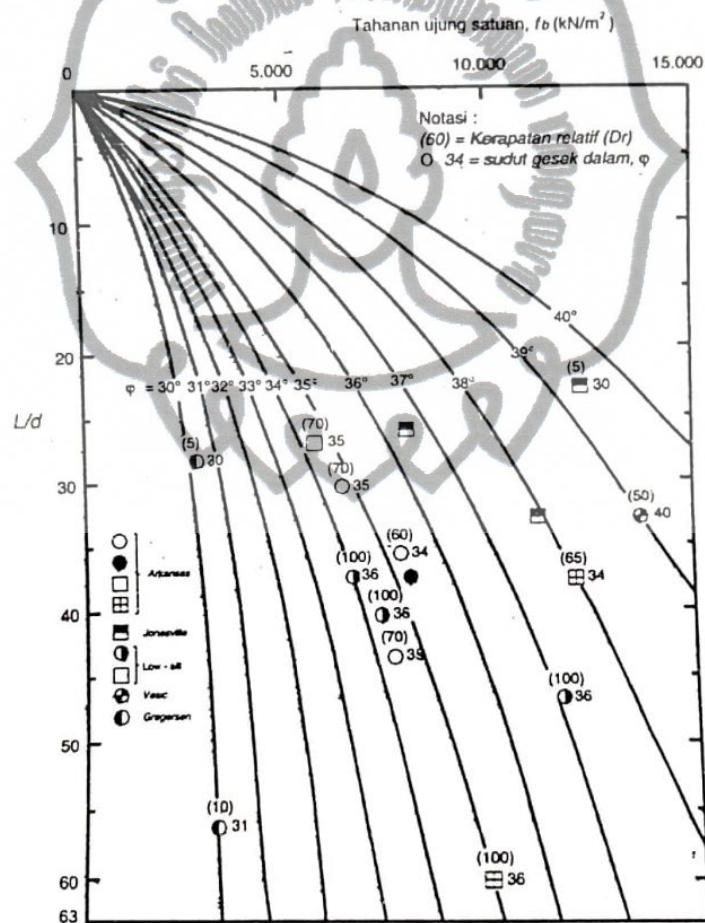 Tahanan ujung satuan, fb (kN/m²)
0 5.000 10.000 15.000
Notasi :
(60) = Kerapatan relatif (Dr)
O 34 = sudut gesek dalam, φ
10
40°
39°
20
(5)
30
φ = 30° 31° 32° 33° 34° 35° 36° 37° 38°
L/d
(70)
35
(5)
30
(70)
35
30
(50)
40
(60)
34
(65)
34
(100)
36
Arkansas
(100)
36
40
Jonesville
(70)
35
Low - sill
(100)
36
Vesic
Gregersen
50
(10)
31
(100)
36
60
63